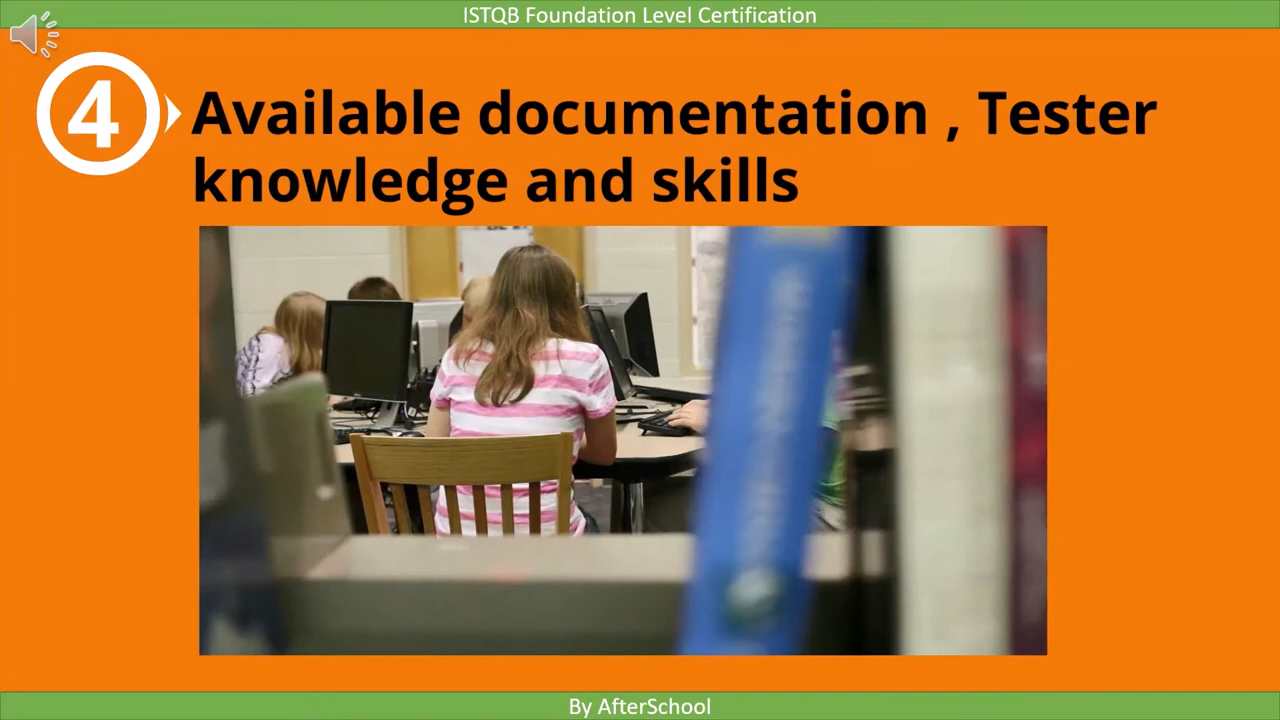 ISTQB Foundation Level Certification
4
Available documentation , Tester
knowledge and skills
By AfterSchool